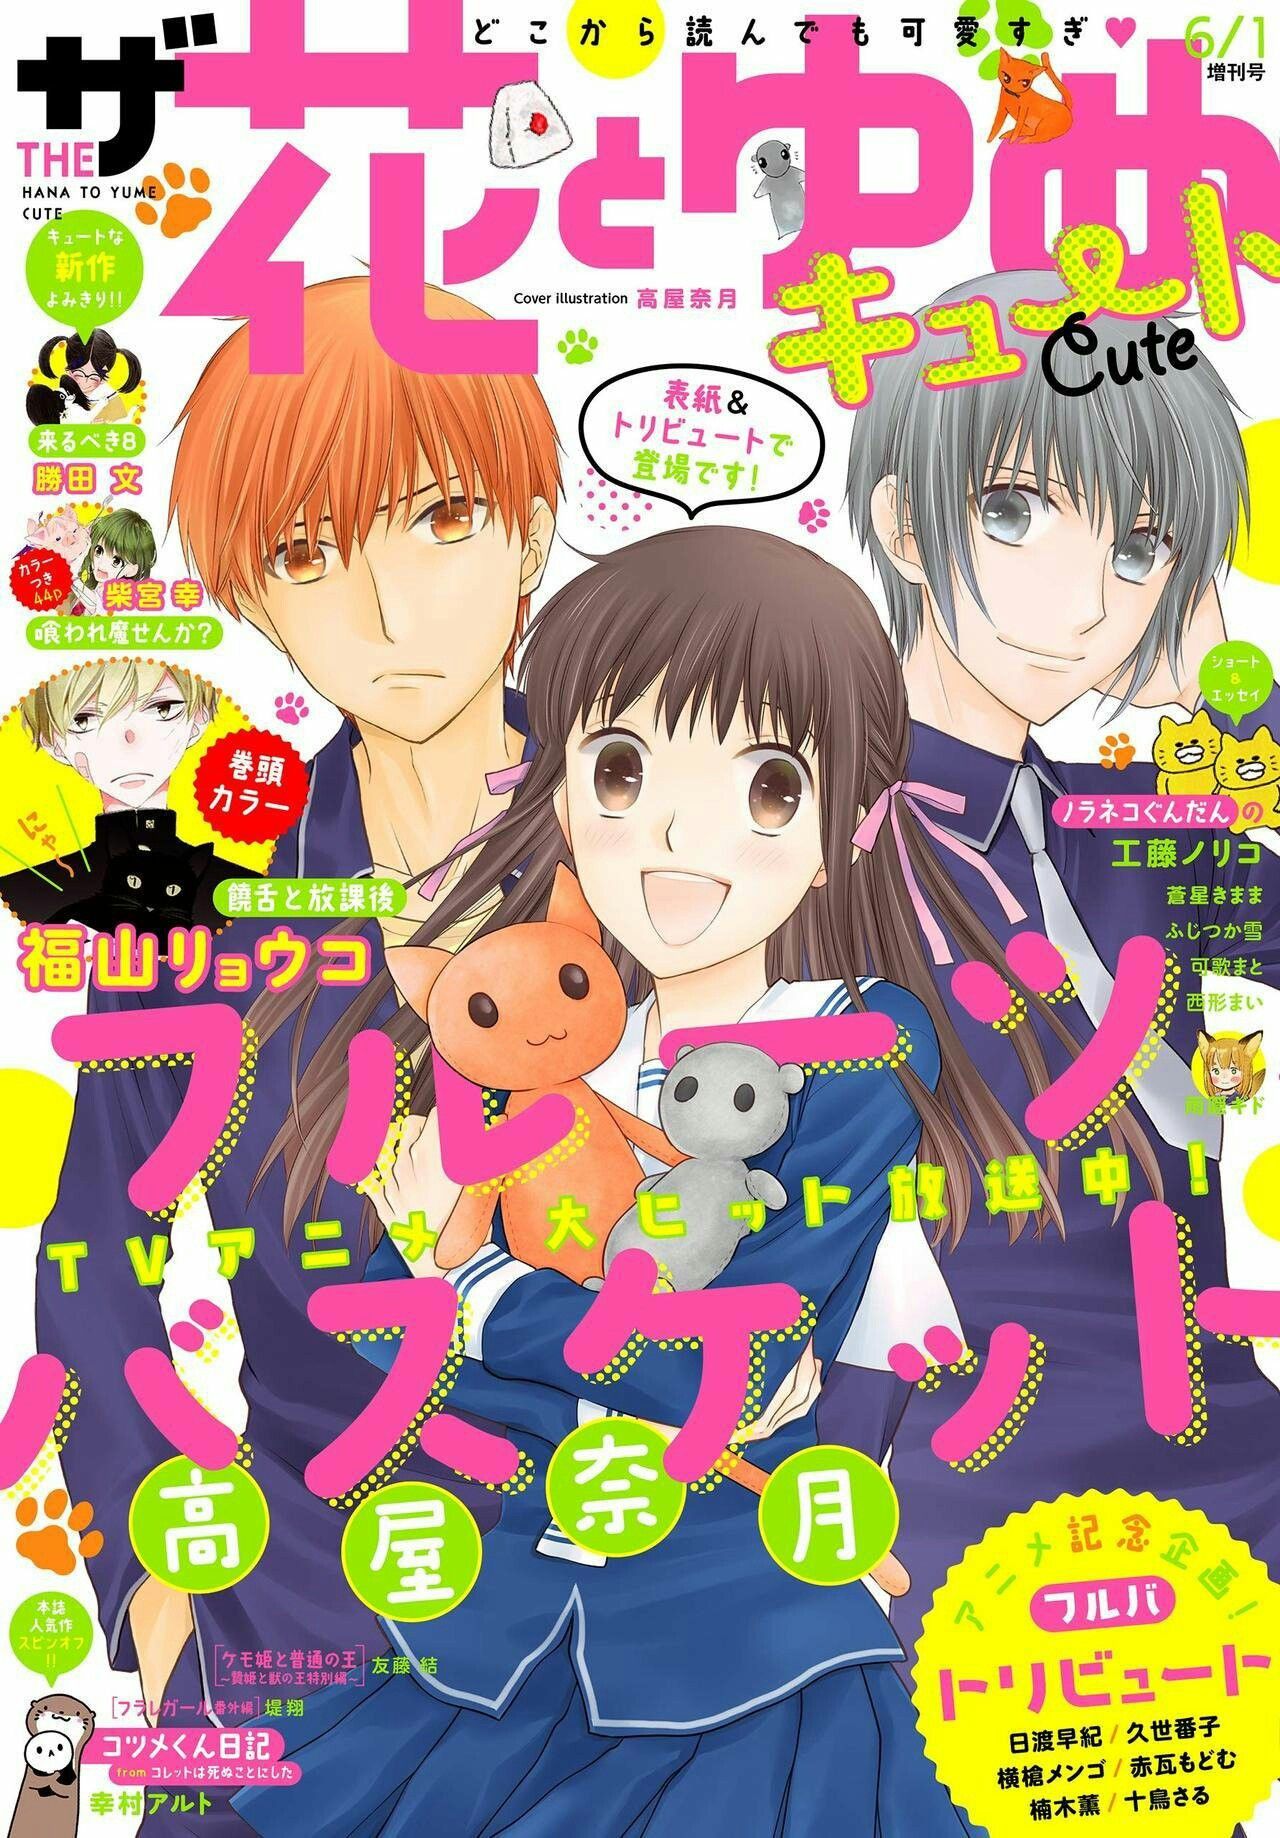 どこから読んでも可愛すぎ♥
6/1
増刊号
ザ
THE
花とゆめ
HANA TO YUME
CUTE
キュート
Cute
Cover illustration 高屋奈月
キュートな
新作
よみきり!!
来るべき8
勝田 文
カラー
つき
44p
柴宮 幸
喰われ魔せんか?
表紙&
トリビュートで
登場です!
巻頭
カラー
にゃ〜
饒舌と放課後
福山リョウコ
ショート
&
エッセイ
ノラネコぐんだんの
工藤ノリコ
蒼星きまま
ふじつか雪
可歌まと
西形まい
雨隠ギド
フルーツ
TVアニメ 大ヒット放送中!
バスケット
高屋奈月
アニメ記念企画!
フルバ
トリビュート
日渡早紀 / 久世番子
横槍メンゴ / 赤瓦もどむ
楠木薫 / 十鳥さる
本誌
人気作
スピンオフ
!!
[ケモ姫と普通の王
〜贄姫と獣の王特別編〜] 友藤 結
[フラレガール番外編] 堤翔
コツメくん日記
from コレットは死ぬことにした
幸村アルト